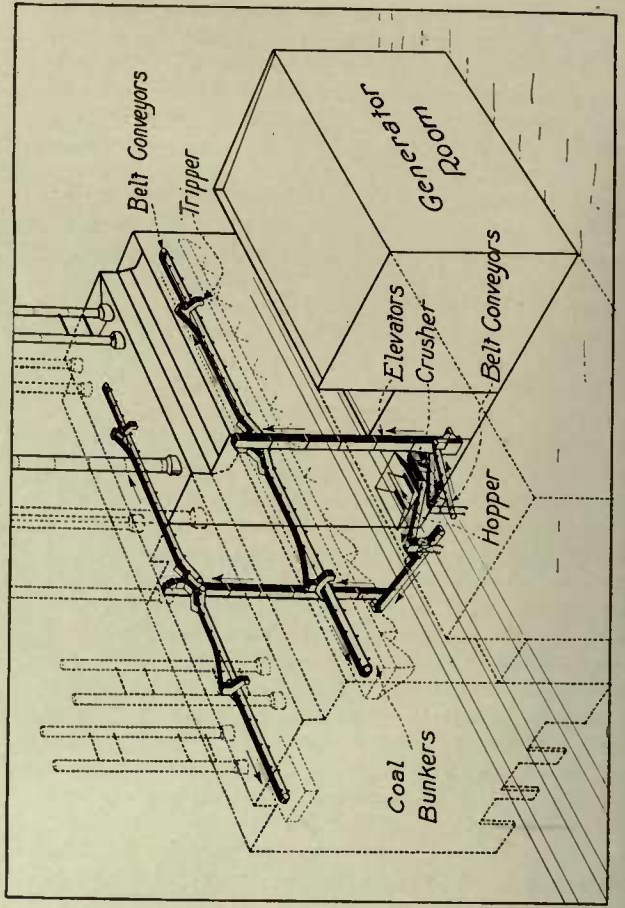 Belt Conveyors
Tripper
Generator
Room
Elevators
Crusher
Belt Conveyors
Hopper
Coal
Bunkers